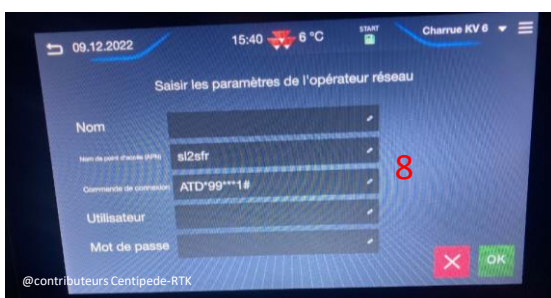 09.12.2022 15:40 6 °C START Charrue KV 6
Saisir les paramètres de l'opérateur réseau
Nom
Nom de point d'accès (APN) sl2sfr
Commande de connexion ATD*99***1#
8
Utilisateur
Mot de passe
OK
@contributeurs Centipede-RTK